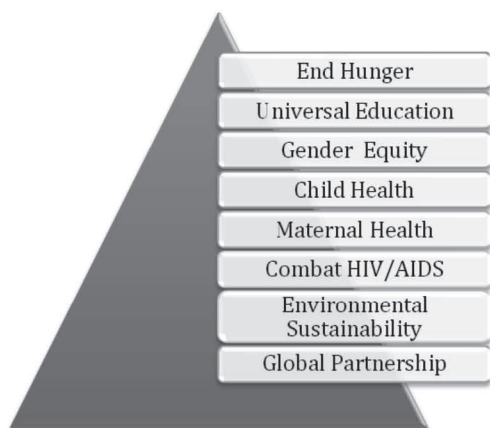 End Hunger
Universal Education
Gender Equity
Child Health
Maternal Health
Combat HIV/AIDS
Environmental
Sustainability
Global Partnership